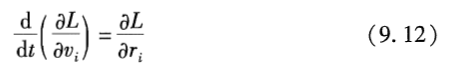 d/dt(∂L/∂v_i) = ∂L/∂r_i (9.12)